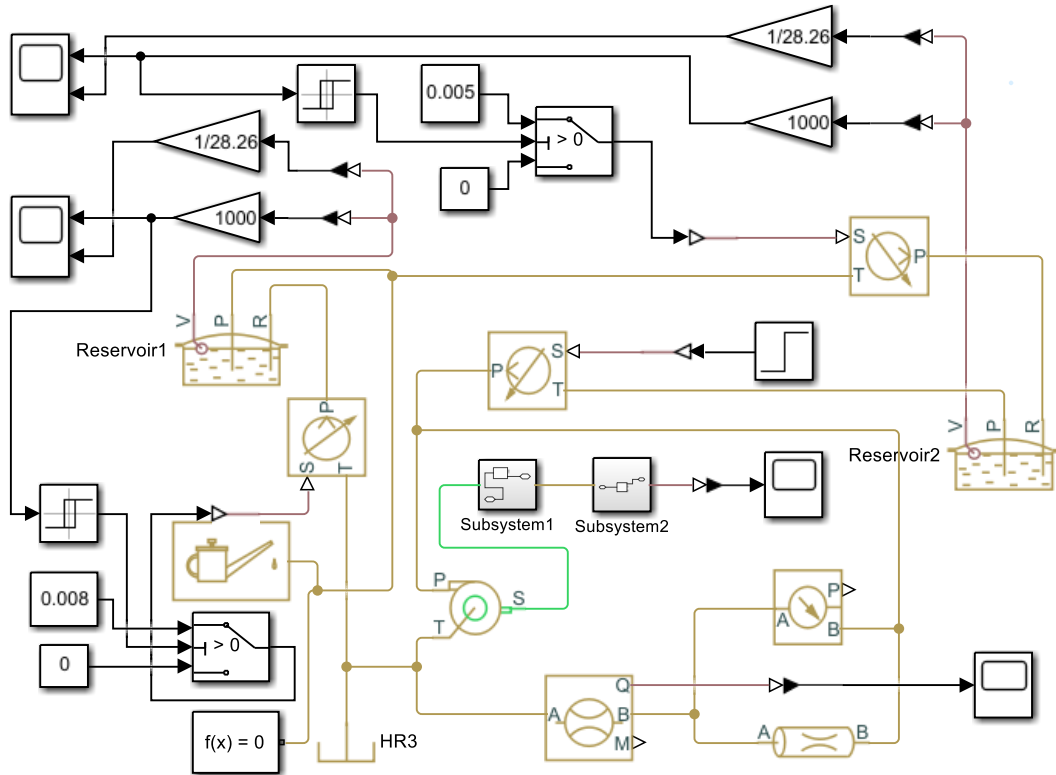 1/28.26
0.005
1000
1/28.26
> 0
0
1000
S
P
T
V
P
R
Reservoir1
S
P
T
P
V
P
R
Reservoir2
S
T
Subsystem1
Subsystem2
0.008
P
S
T
P
A
B
> 0
0
Q
A
B
M
f(x) = 0
HR3
A
B